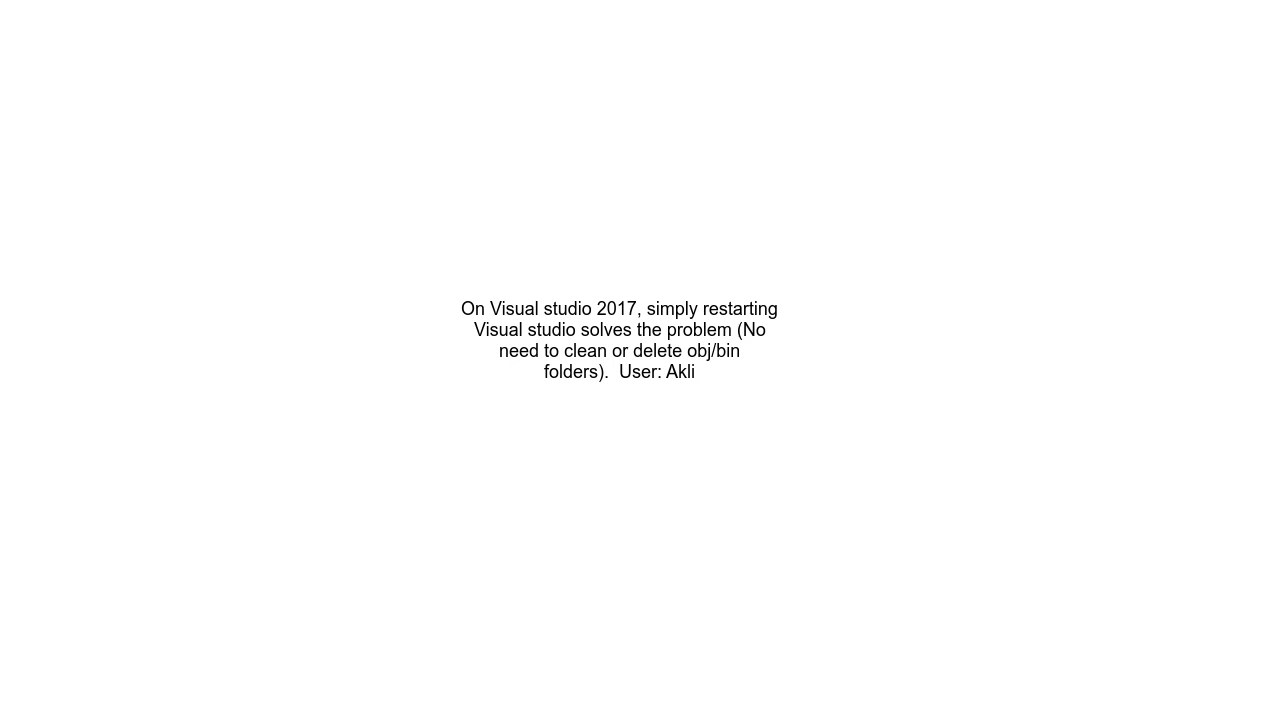 On Visual studio 2017, simply restarting
Visual studio solves the problem (No
need to clean or delete obj/bin
folders).  User: Akli